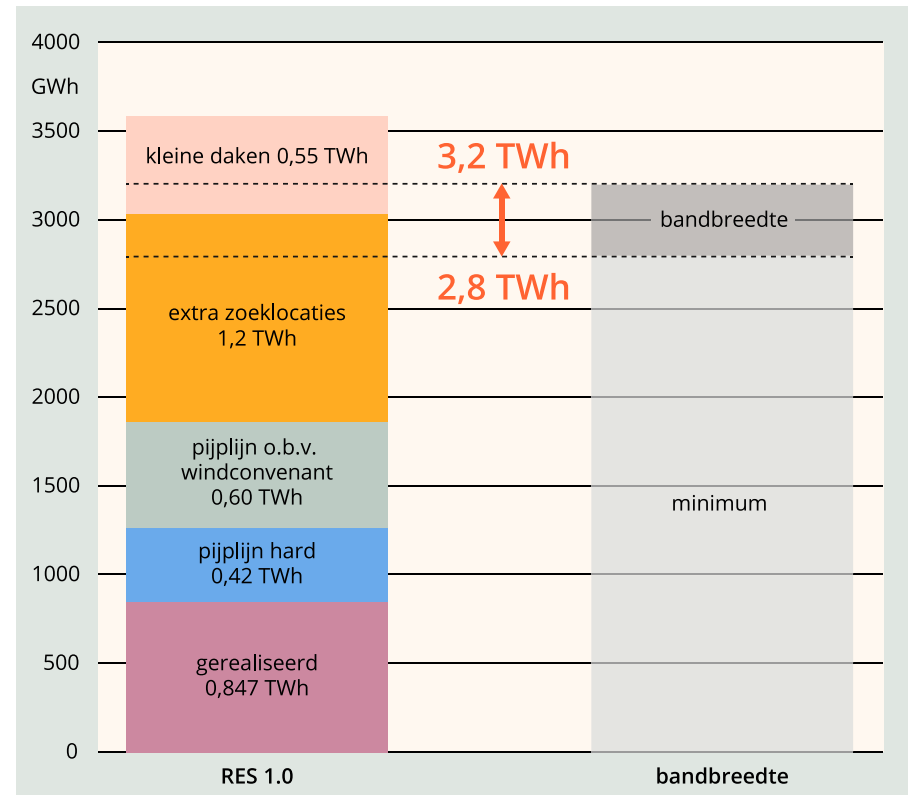 4000
GWh
3500
3000
2500
2000
1500
1000
500
0
kleine daken 0,55 TWh
extra zoeklocaties
1,2 TWh
pijplijn o.b.v.
windconvenant
0,60 TWh
pijplijn hard
0,42 TWh
gerealiseerd
0,847 TWh
3,2 TWh
2,8 TWh
bandbreedte
minimum
RES 1.0
bandbreedte